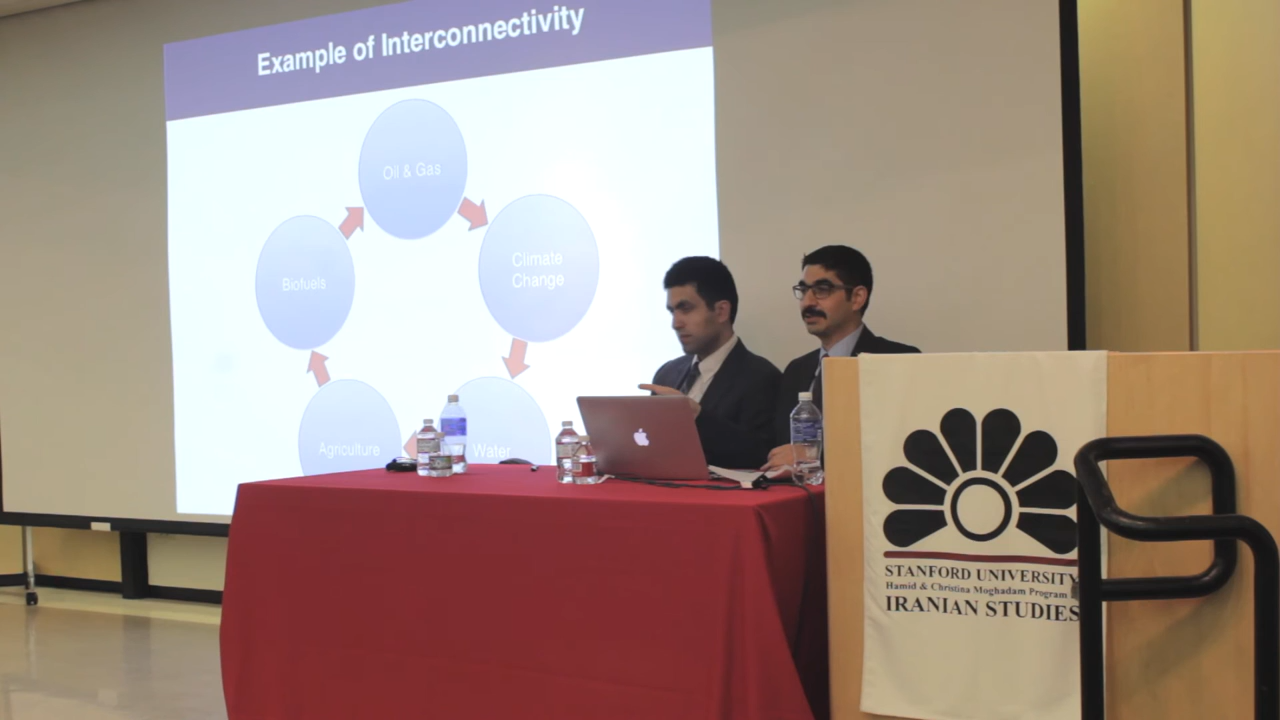 Example of Interconnectivity
Oil & Gas
Climate
Change
Biofuels
Agriculture
Water
STANFORD UNIVERSITY
Hamid & Christina Moghadam Program
IRANIAN STUDIES